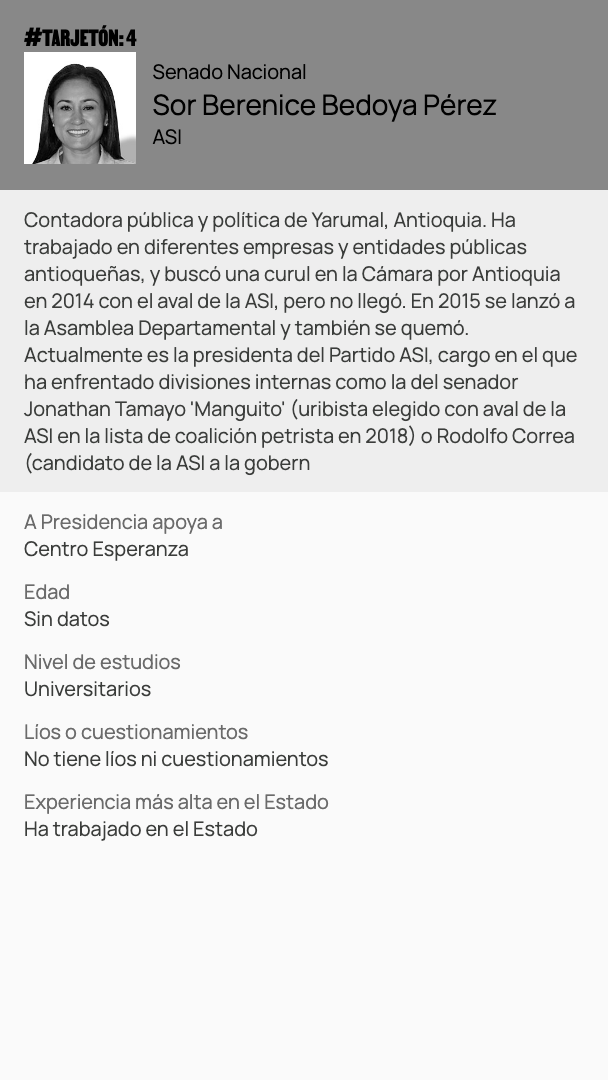 #TARJETÓN: 4
Senado Nacional
Sor Berenice Bedoya Pérez
ASI
Contadora pública y política de Yarumal, Antioquia. Ha
trabajado en diferentes empresas y entidades públicas
antioqueñas, y buscó una curul en la Cámara por Antioquia
en 2014 con el aval de la ASI, pero no llegó. En 2015 se lanzó a
la Asamblea Departamental y también se quemó.
Actualmente es la presidenta del Partido ASI, cargo en el que
ha enfrentado divisiones internas como la del senador
Jonathan Tamayo 'Manguito' (uribista elegido con aval de la
ASI en la lista de coalición petrista en 2018) o Rodolfo Correa
(candidato de la ASI a la gobern
A Presidencia apoya a
Centro Esperanza
Edad
Sin datos
Nivel de estudios
Universitarios
Líos o cuestionamientos
No tiene líos ni cuestionamientos
Experiencia más alta en el Estado
Ha trabajado en el Estado